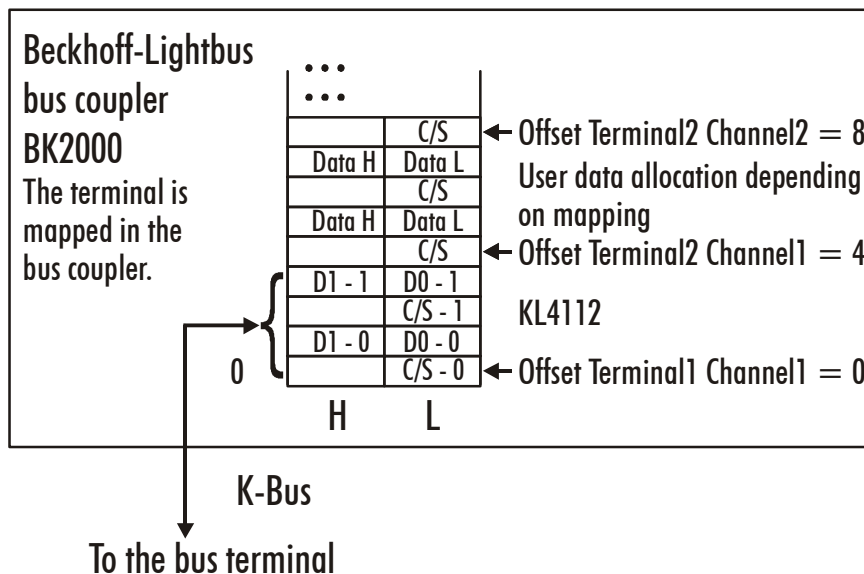 Beckhoff-Lightbus
bus coupler
BK2000
The terminal is
mapped in the
bus coupler.
•••
•••
C/S
Offset Terminal2 Channel2 = 8
Data H Data L
User data allocation depending
on mapping
C/S
Data H Data L
C/S
Offset Terminal2 Channel1 = 4
D1 - 1 D0 - 1
C/S - 1
KL4112
D1 - 0 D0 - 0
0
C/S - 0
Offset Terminal1 Channel1 = 0
H L
K-Bus
To the bus terminal